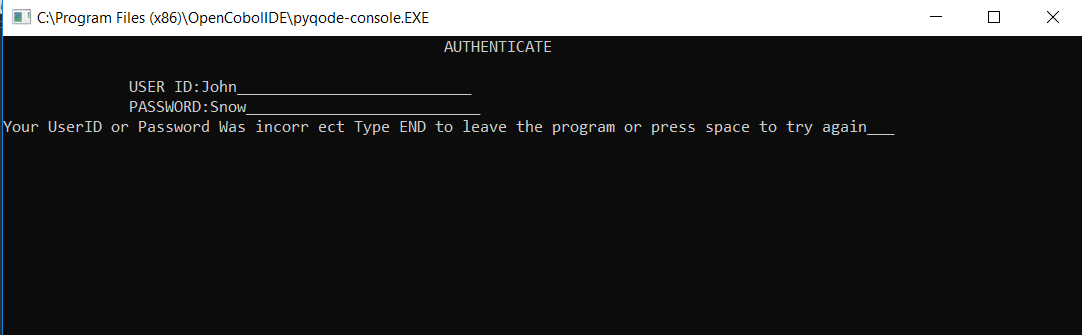 C:\Program Files (x86)\OpenCobolIDE\pyqode-console.EXE
AUTHENTICATE
USER ID:John__________________________
PASSWORD:Snow__________________________
Your UserID or Password Was incorr ect Type END to leave the program or press space to try again___